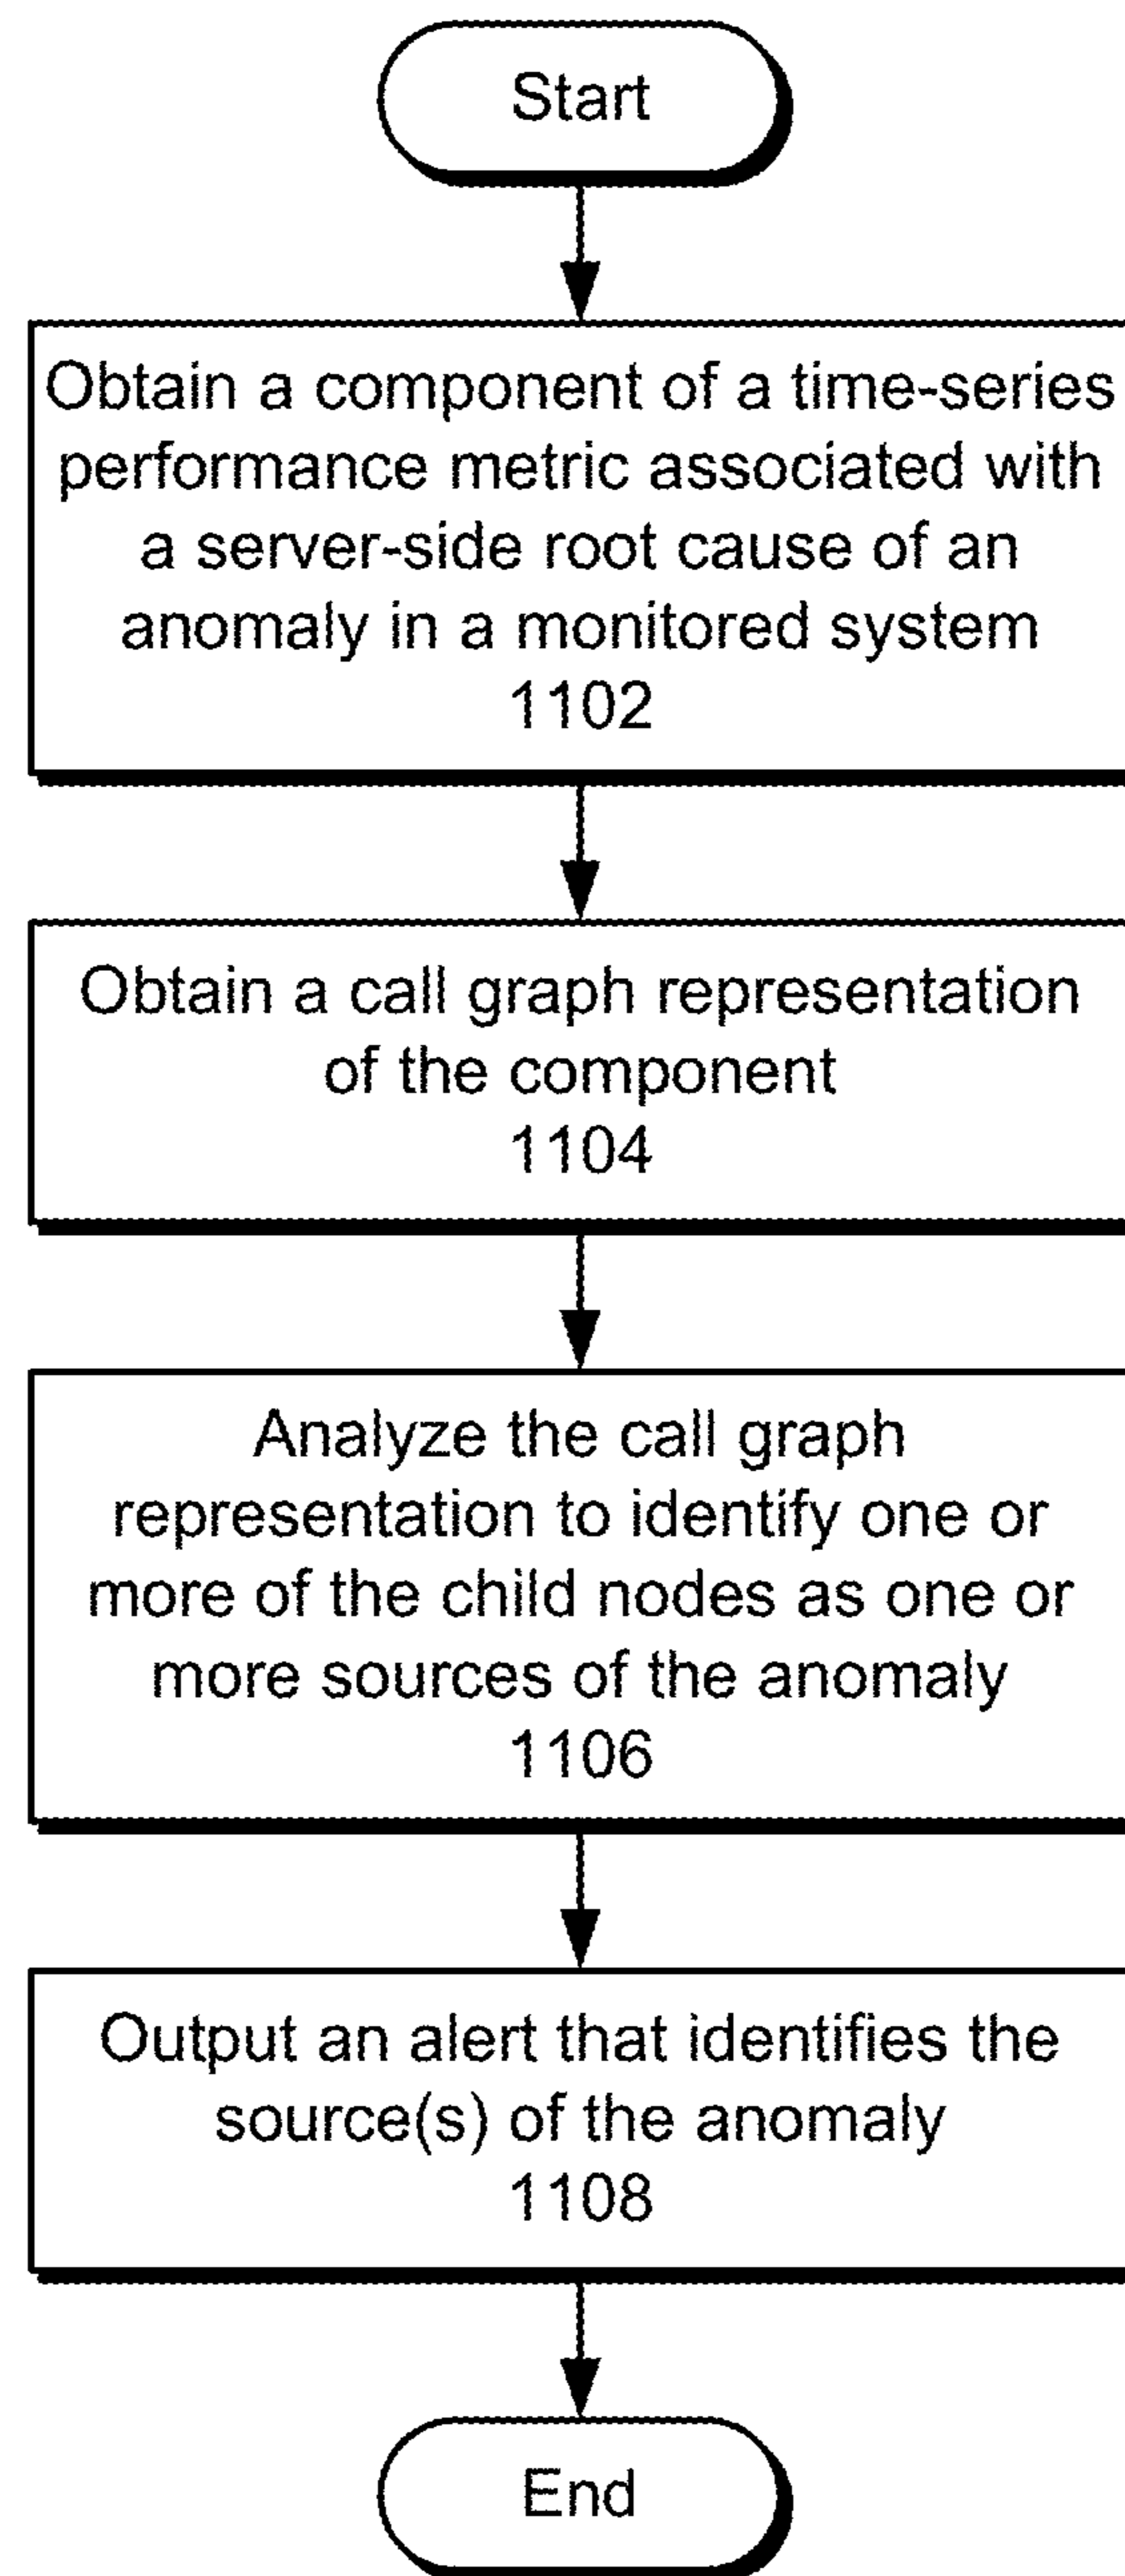 Start
Obtain a component of a time-series
performance metric associated with
a server-side root cause of an
anomaly in a monitored system
1102
Obtain a call graph representation
of the component
1104
Analyze the call graph
representation to identify one or
more of the child nodes as one or
more sources of the anomaly
1106
Output an alert that identifies the
source(s) of the anomaly
1108
End